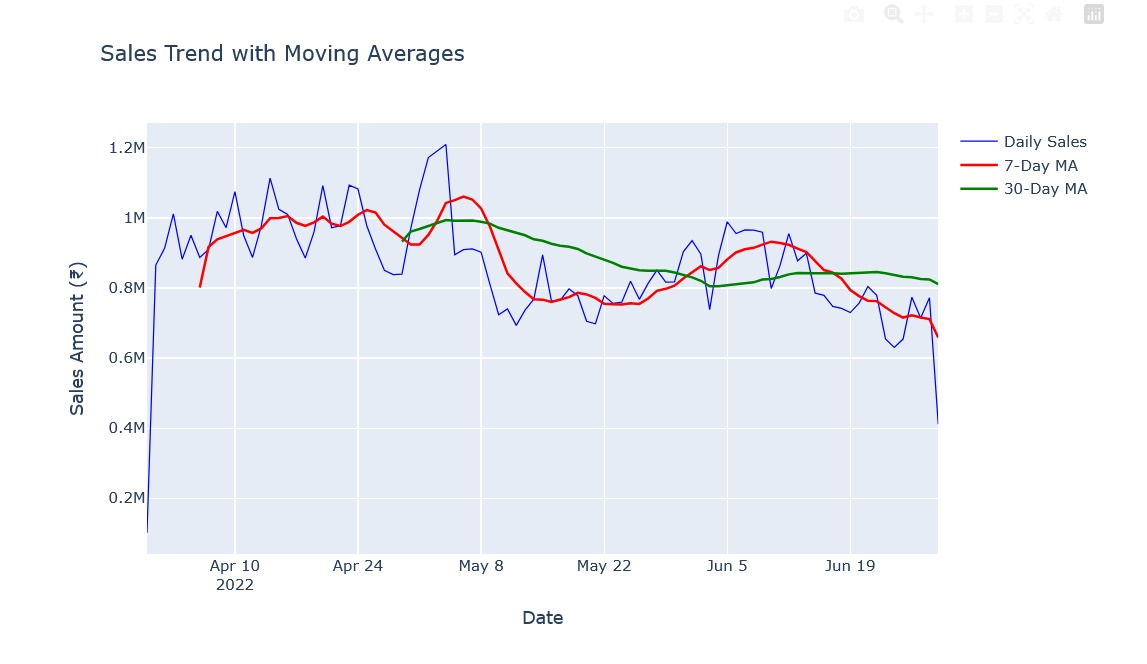 Sales Trend with Moving Averages
Daily Sales
7-Day MA
30-Day MA
1.2M
1M
0.8M
0.6M
0.4M
0.2M
Sales Amount (₹)
Apr 10
2022
Apr 24
May 8
May 22
Jun 5
Jun 19
Date